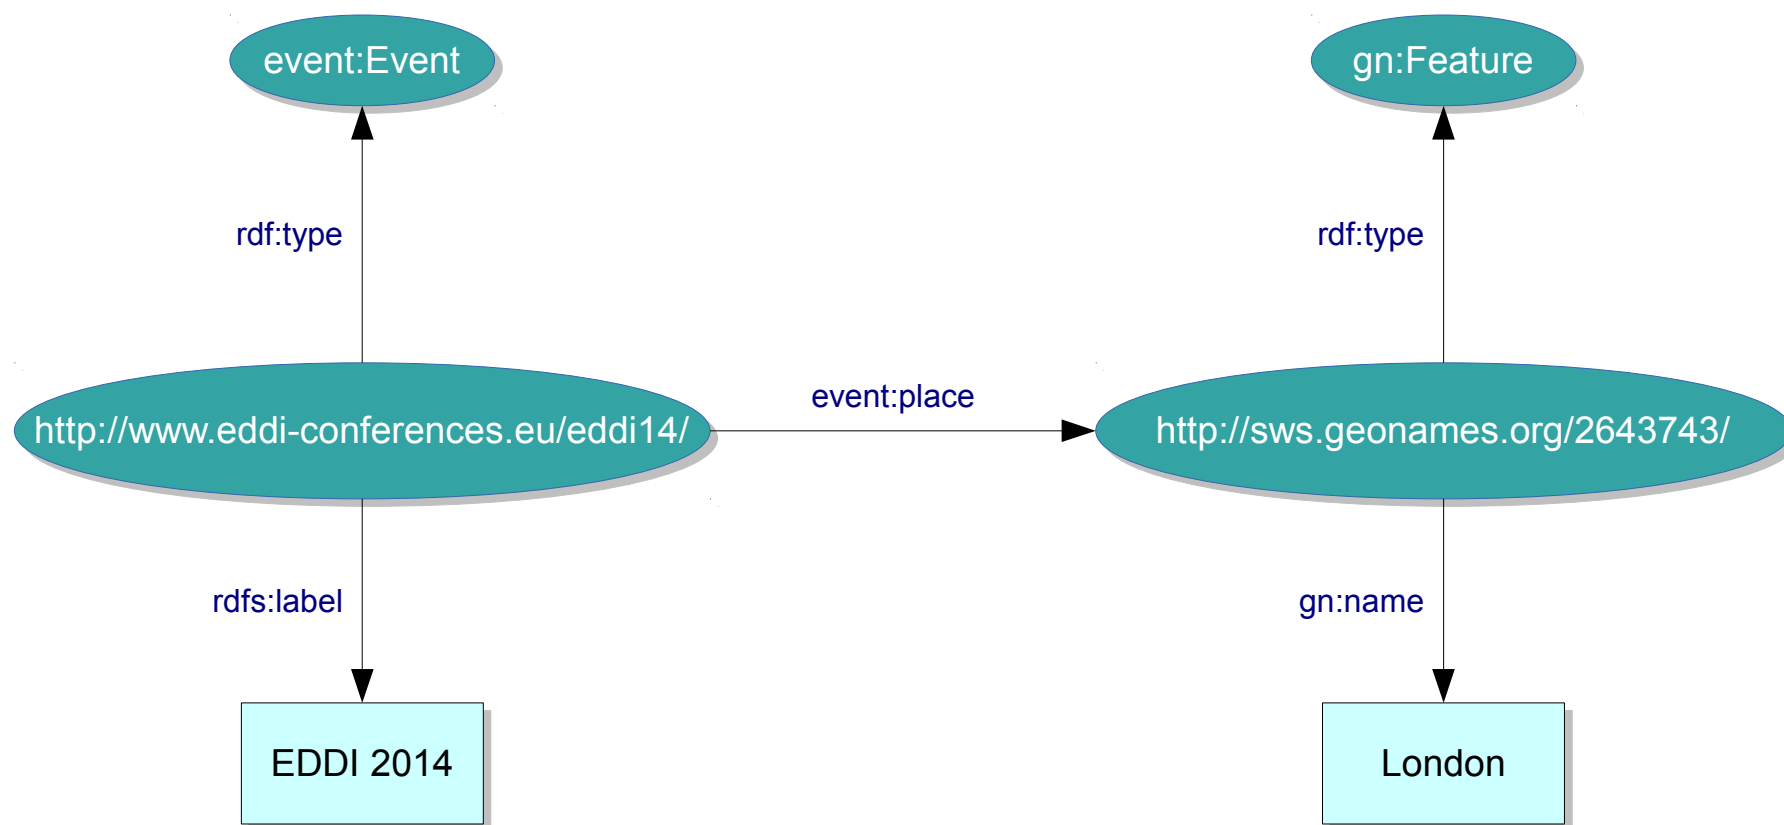 event:Event
gn:Feature
rdf:type
rdf:type
event:place
http://www.eddi-conferences.eu/eddi14/
http://sws.geonames.org/2643743/
rdfs:label
gn:name
EDDI 2014
London